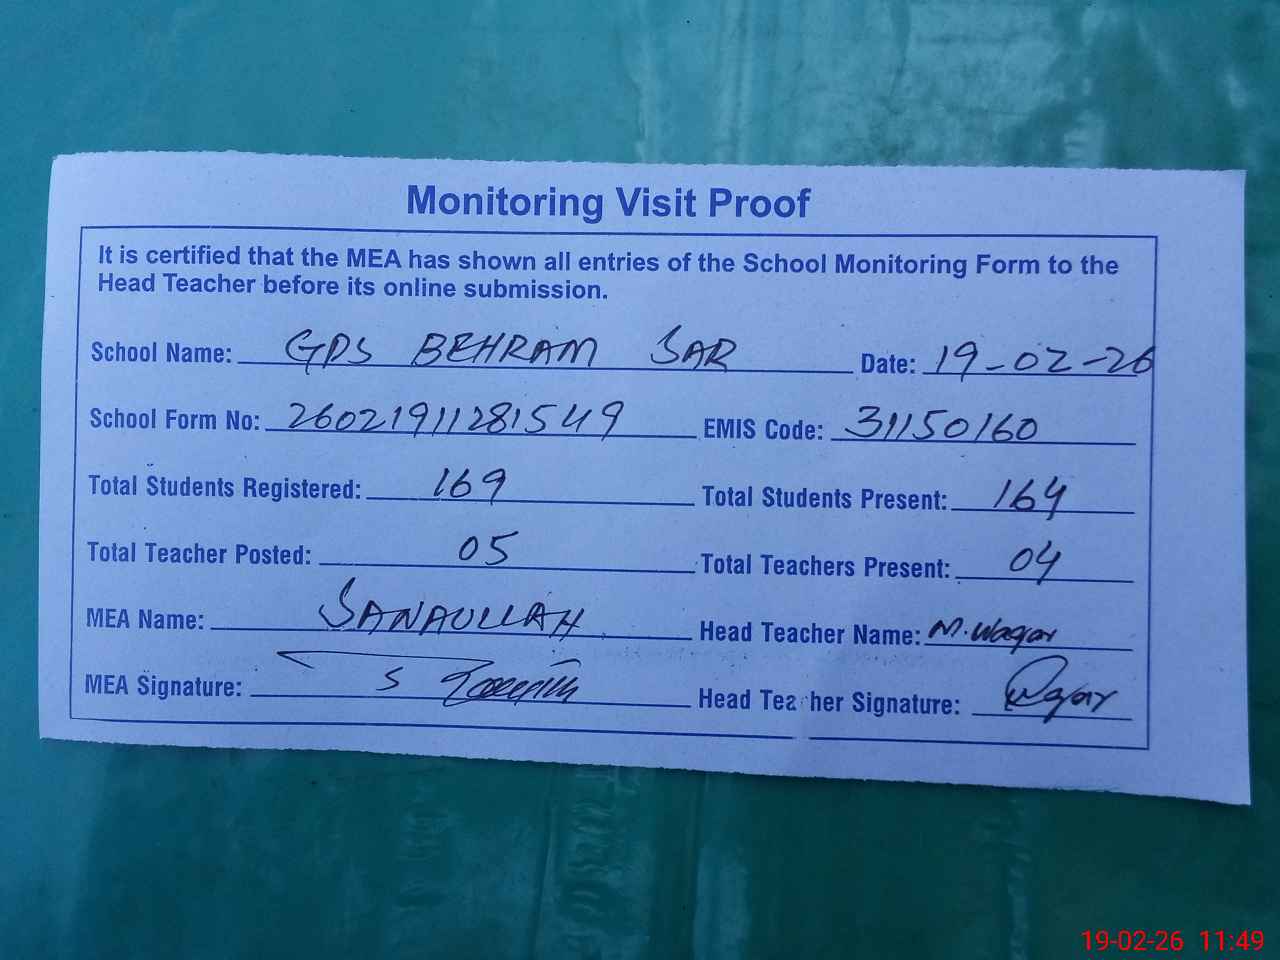 Monitoring Visit Proof
It is certified that the MEA has shown all entries of the School Monitoring Form to the
Head Teacher before its online submission.
School Name: GPS BEHRAM SAR Date: 19-02-26
School Form No: 26021911281549 EMIS Code: 31150160
Total Students Registered: 169 Total Students Present: 164
Total Teacher Posted: 05 Total Teachers Present: 04
MEA Name: SANAULLAH Head Teacher Name: M.Waqar
MEA Signature: S Head Teacher Signature: Waqar
19-02-26 11:49